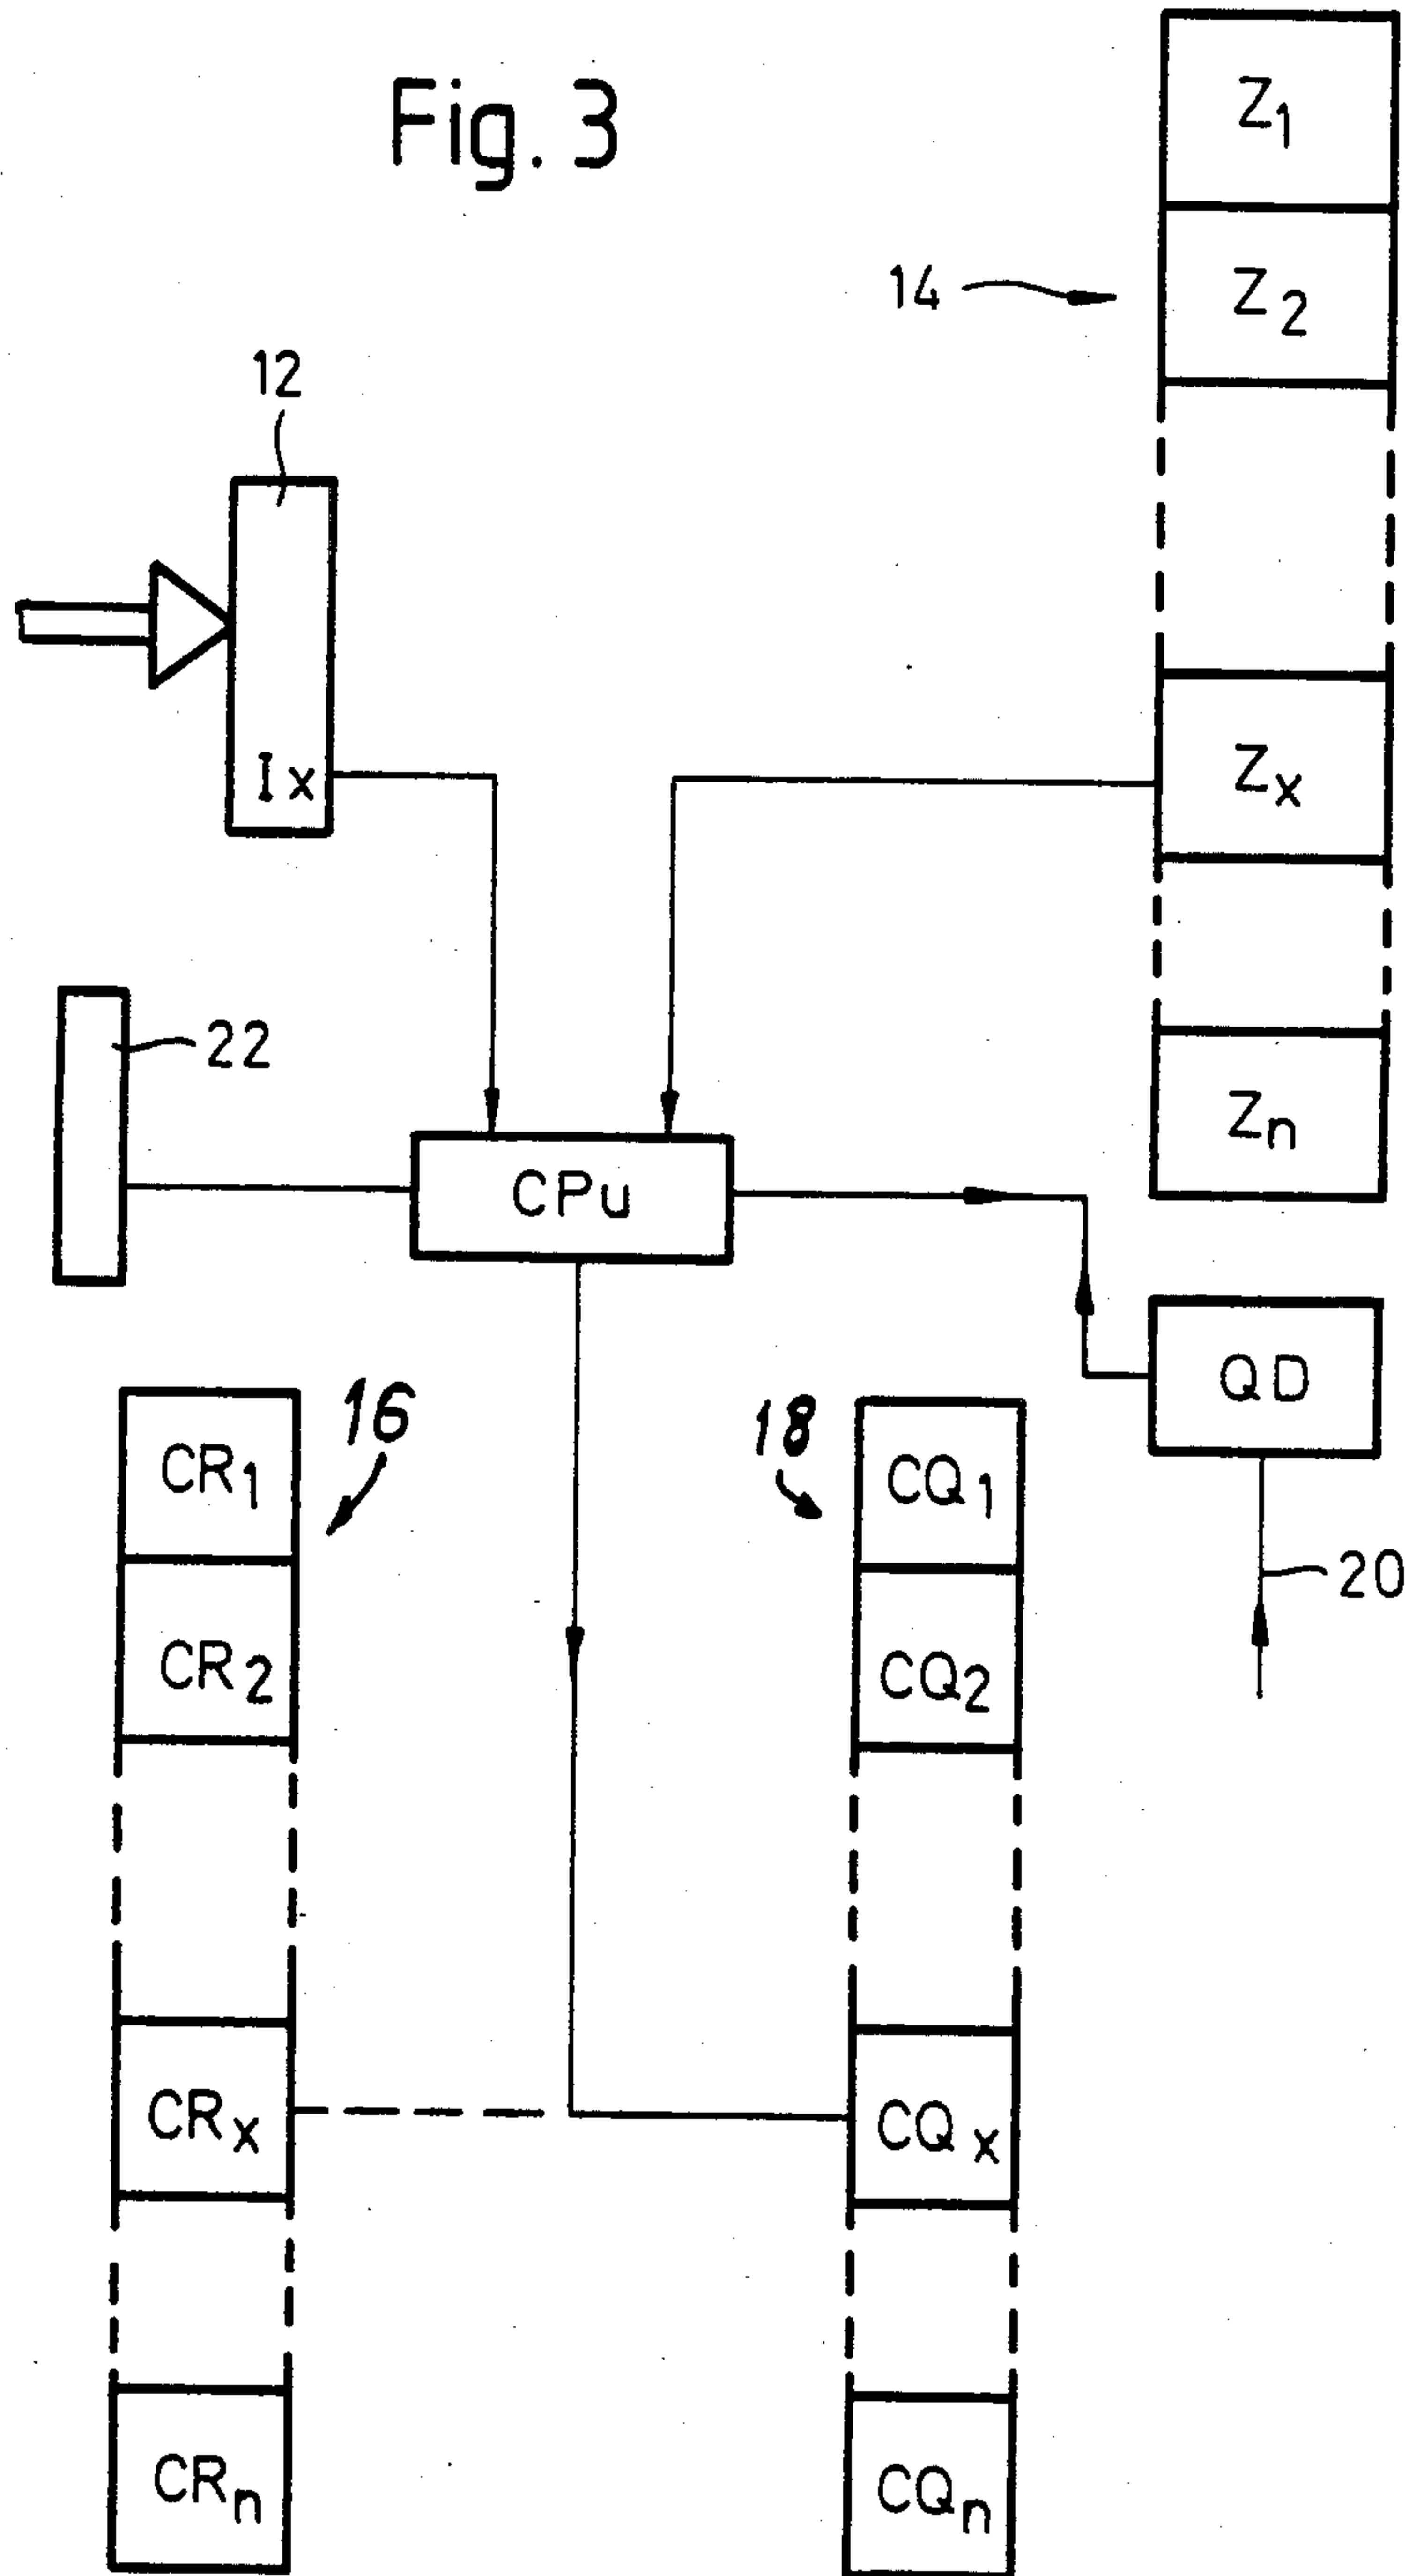 Fig. 3
Z1
14
Z2
12
Ix
Zx
22
Zn
CPu
QD
16
18
CR1
CQ1
20
CR2
CQ2
CRx
CQx
CRn
CQn